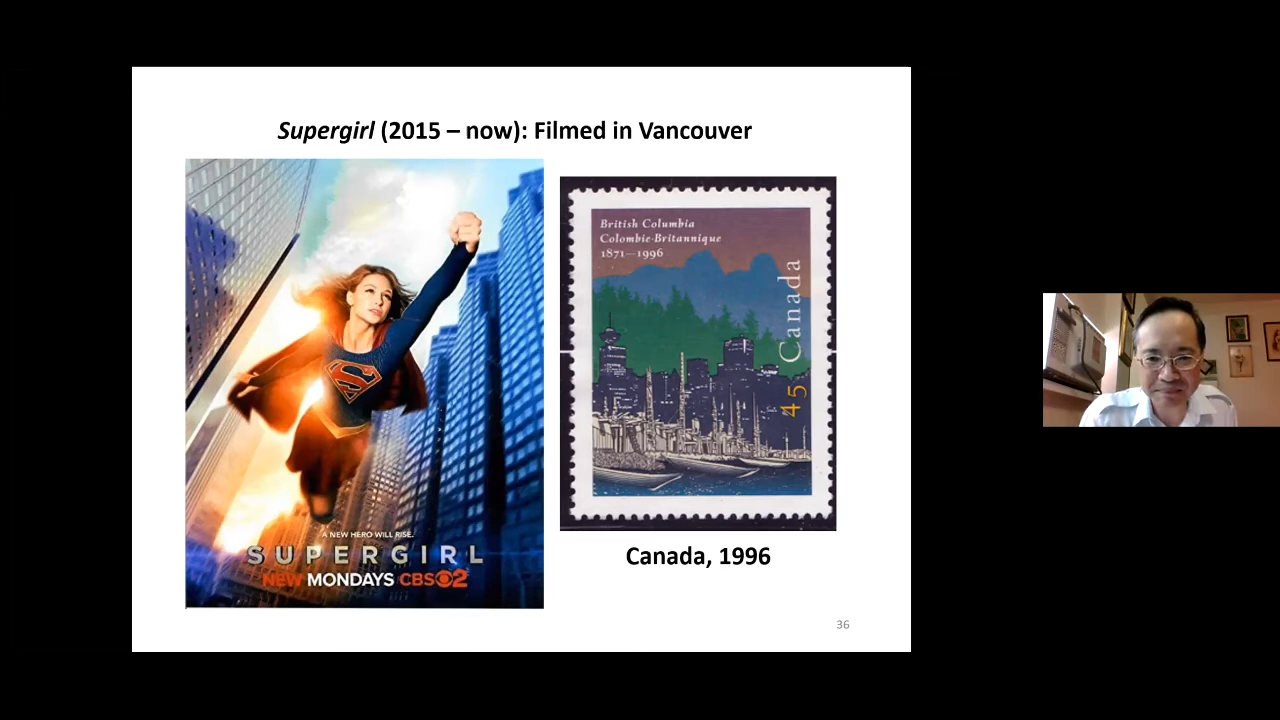 Supergirl (2015 – now): Filmed in Vancouver
A NEW HERO WILL RISE.
SUPERGIRL
NEW MONDAYS CBS 2
British Columbia
Colombie-Britannique
1871—1996
Canada
45
Canada, 1996
36